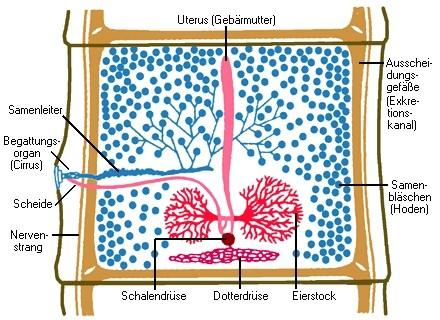 Uterus (Gebärmutter)
Ausschei-
dungs-
gefäße
(Exkre-
tions-
kanal)
Samenleiter
Begattungs-
organ
(Cirrus)
Scheide
Nerven-
strang
Samen-
bläschen
(Hoden)
Schalendrüse
Dotterdrüse
Eierstock